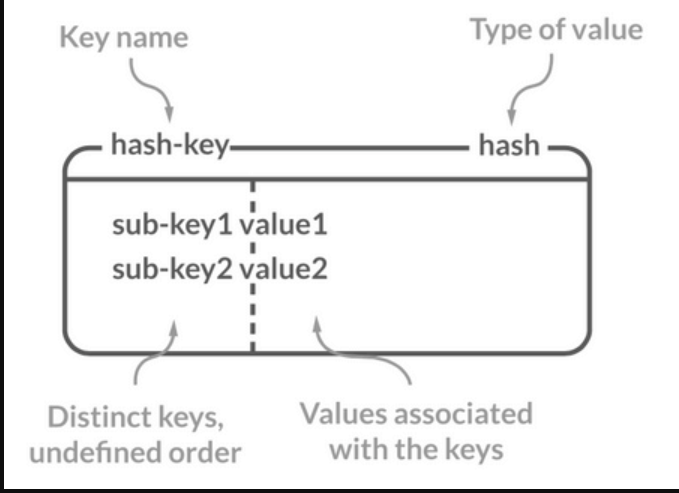 Key name
Type of value
hash-key
hash
sub-key1 value1
sub-key2 value2
Distinct keys,
undefined order
Values associated
with the keys